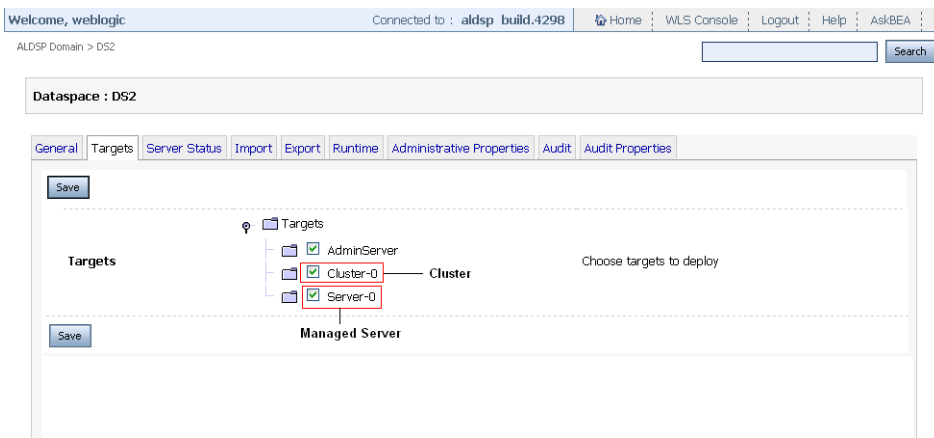 Welcome, weblogic Connected to : aldsp build.4298 Home WLS Console Logout Help AskBEA
ALDSP Domain > DS2
Search
Dataspace : DS2
General Targets Server Status Import Export Runtime Administrative Properties Audit Audit Properties
Save
Targets
AdminServer
Targets Cluster-0 Cluster Choose targets to deploy
Server-0
Save Managed Server